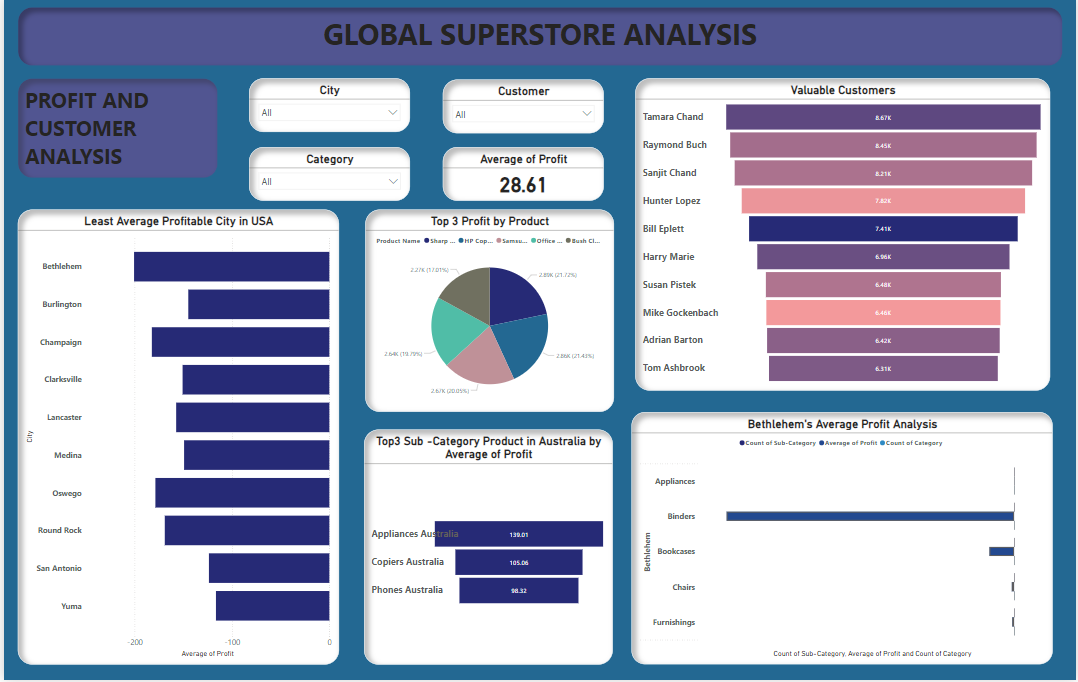 GLOBAL SUPERSTORE ANALYSIS
PROFIT AND
CUSTOMER
ANALYSIS
City
All
Customer
All
Category
All
Average of Profit
28.61
Valuable Customers
Tamara Chand 8.67K
Raymond Buch 8.45K
Sanjit Chand 8.21K
Hunter Lopez 7.82K
Bill Eplett 7.41K
Harry Marie 6.96K
Susan Pistek 6.48K
Mike Gockenbach 6.46K
Adrian Barton 6.42K
Tom Ashbrook 6.31K
Least Average Profitable City in USA
City
Bethlehem
Burlington
Champaign
Clarksville
Lancaster
Medina
Oswego
Round Rock
San Antonio
Yuma
-200 -100 0
Average of Profit
Top 3 Profit by Product
Product Name Sharp ... HP Cop... Samsu... Office ... Bush Cl...
2.27K (17.01%)
2.89K (21.72%)
2.64K (19.79%)
2.86K (21.43%)
2.67K (20.05%)
Top3 Sub -Category Product in Australia by
Average of Profit
Appliances Australia 139.01
Copiers Australia 105.06
Phones Australia 98.32
Bethlehem's Average Profit Analysis
Count of Sub-Category Average of Profit Count of Category
Bethlehem
Appliances
Binders
Bookcases
Chairs
Furnishings
Count of Sub-Category, Average of Profit and Count of Category